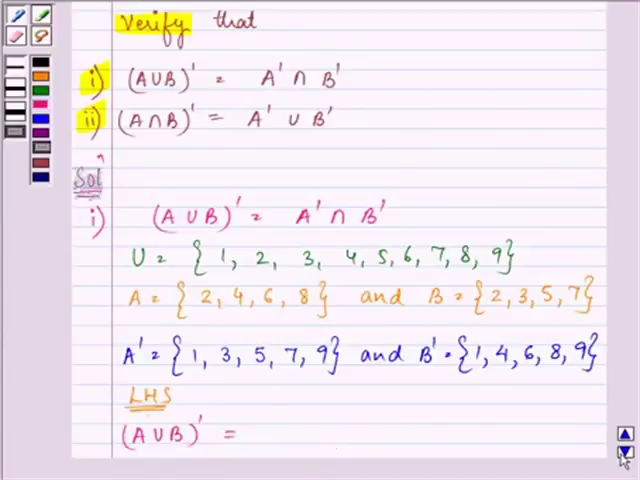 Verify that
i) (A∪B)' = A' ∩ B'
ii) (A∩B)' = A' ∪ B'
Sol^n
i) (A ∪ B)' = A' ∩ B'
U = { 1, 2, 3, 4, 5, 6, 7, 8, 9}
A = { 2, 4, 6, 8} and B = {2, 3, 5, 7}
A' = { 1, 3, 5, 7, 9} and B' = {1, 4, 6, 8, 9}
LHS
(A ∪ B)' =